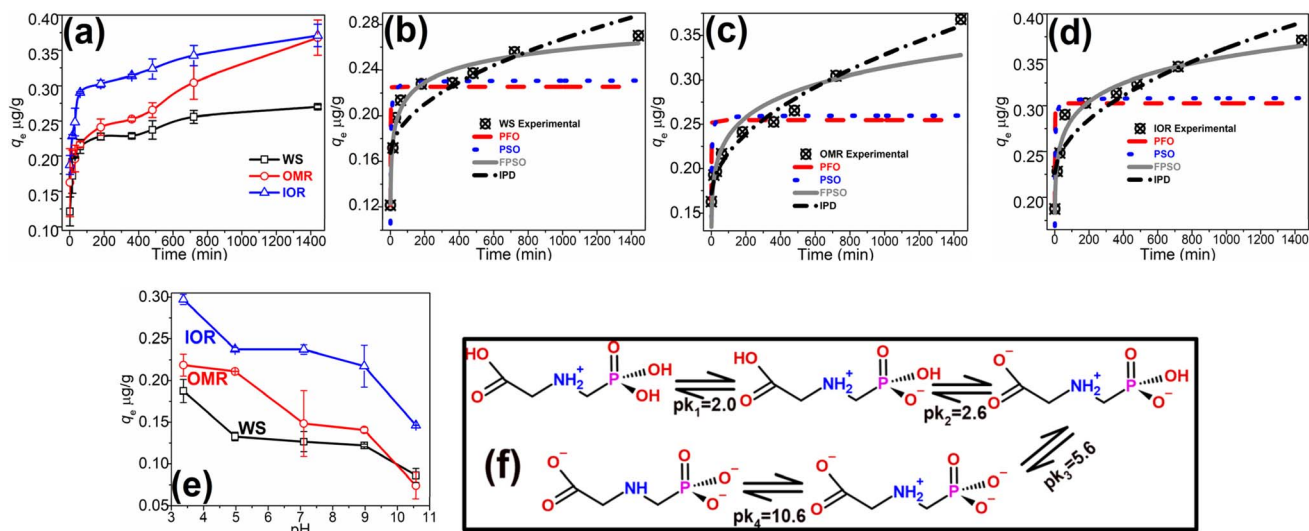 (a)
qe µg/g
0.40
0.35
0.30
0.25
0.20
0.15
0.10
WS
OMR
IOR
0 200 400 600 800 1000 1200 1400
Time (min)
(b)
qe µg/g
0.28
0.24
0.20
0.16
0.12
WS Experimental
PFO
PSO
FPSO
IPD
0 200 400 600 800 1000 1200 1400
Time (min)
(c)
qe µg/g
0.35
0.30
0.25
0.20
0.15
OMR Experimental
PFO
PSO
FPSO
IPD
0 200 400 600 800 1000 1200 1400
Time (min)
(d)
qe µg/g
0.40
0.35
0.30
0.25
0.20
IOR Experimental
PFO
PSO
FPSO
IPD
0 200 400 600 800 1000 1200 1400
Time (min)
(e)
qe µg/g
0.30
0.25
0.20
0.15
0.10
0.05
IOR
OMR
WS
3 4 5 6 7 8 9 10 11
pH
(f)
HO O NH2+ O P OH OH
pk1=2.0
HO O NH2+ O P OH O−
pk2=2.6
O− O NH2+ O P OH O−
pk3=5.6
O− O NH2+ O P O− O−
pk4=10.6
O− O NH O P O− O−